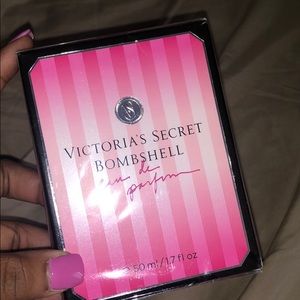 VICTORIA'S SECRET
BOMBSHELL
eau de
parfum
℮ 50 ml / 1.7 fl oz